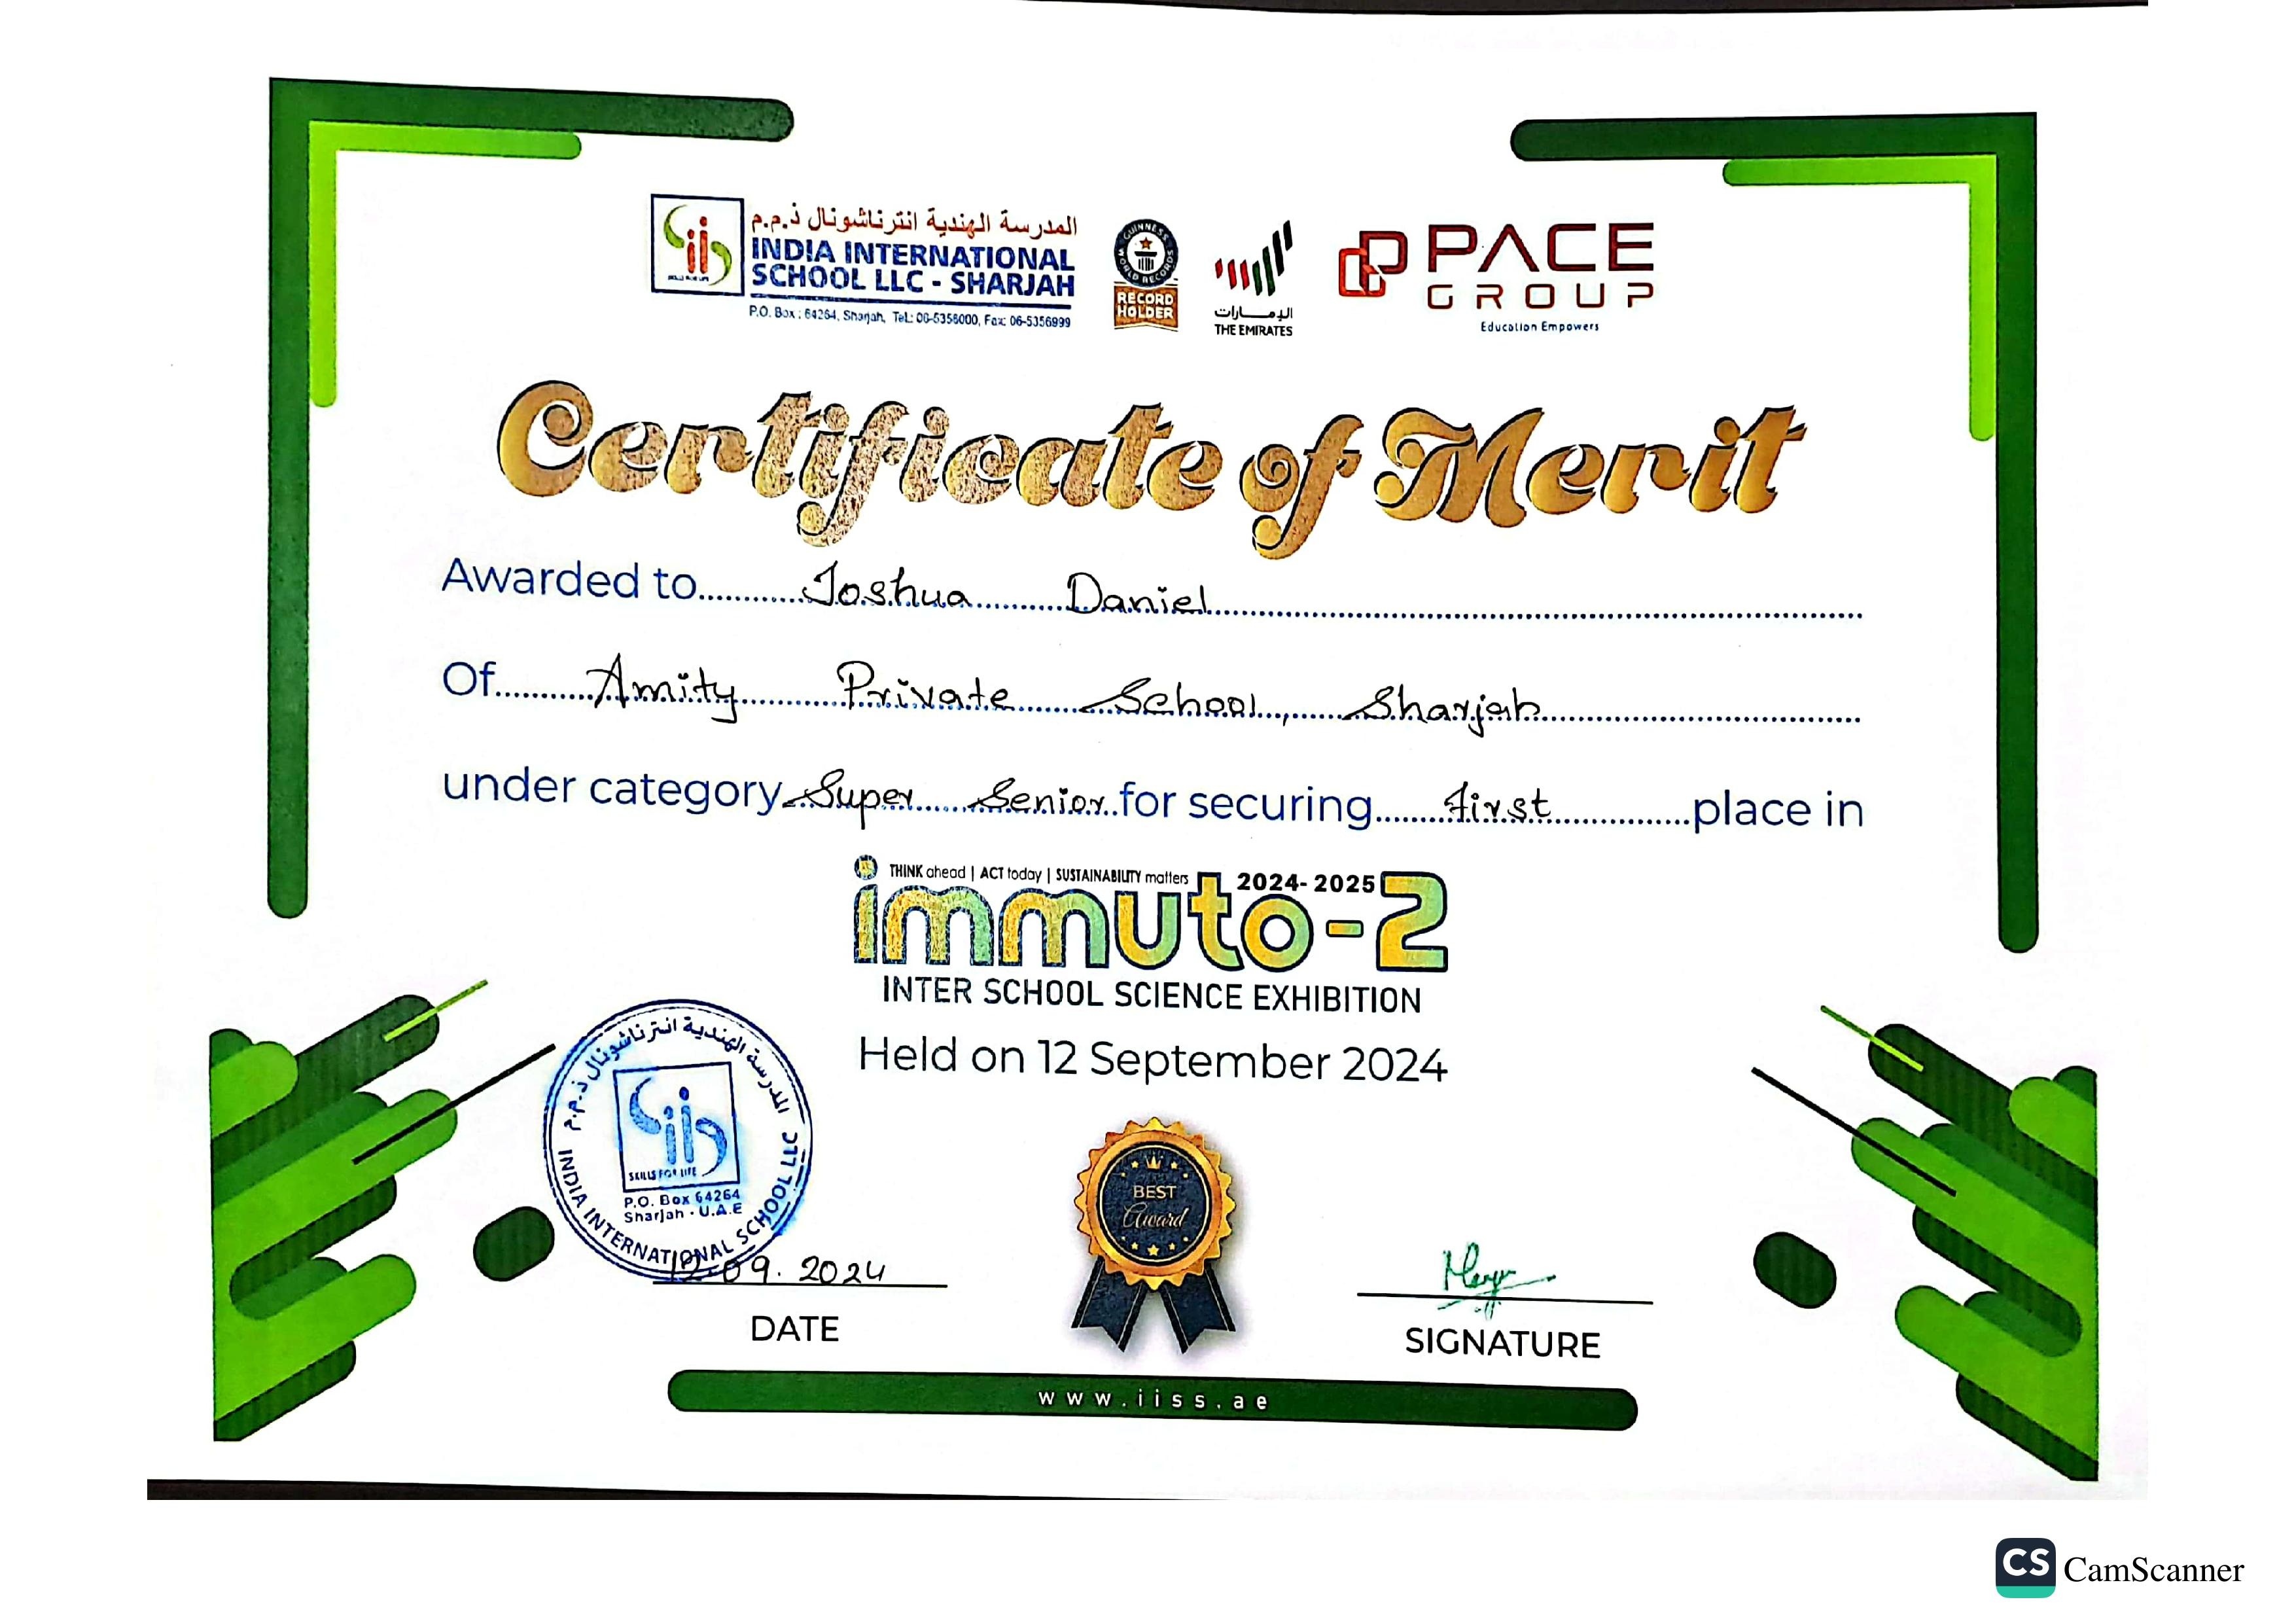 المدرسة الهندية انترناشونال ذ.م.م
INDIA INTERNATIONAL
SCHOOL LLC - SHARJAH
P.O. Box : 64264, Sharjah, Tel: 06-5356000, Fax: 06-5356999
SKILLS FOR LIFE
GUINNESS WORLD RECORDS
RECORD
HOLDER
الإمارات
THE EMIRATES
PACE
GROUP
Education Empowers
Certificate of Merit
Awarded to Joshua Daniel
Of Amity Private School, Sharjah
under category Super Senior for securing first place in
THINK ahead | ACT today | SUSTAINABILITY matters
2024-2025
immuto-2
INTER SCHOOL SCIENCE EXHIBITION
Held on 12 September 2024
المدرسة الهندية انترناشونال ذ.م.م
SKILLS FOR LIFE
P.O. Box 64264
Sharjah - U.A.E
INDIA INTERNATIONAL SCHOOL LLC
BEST
Award
12.09.2024
DATE
SIGNATURE
www.iiss.ae
CS CamScanner